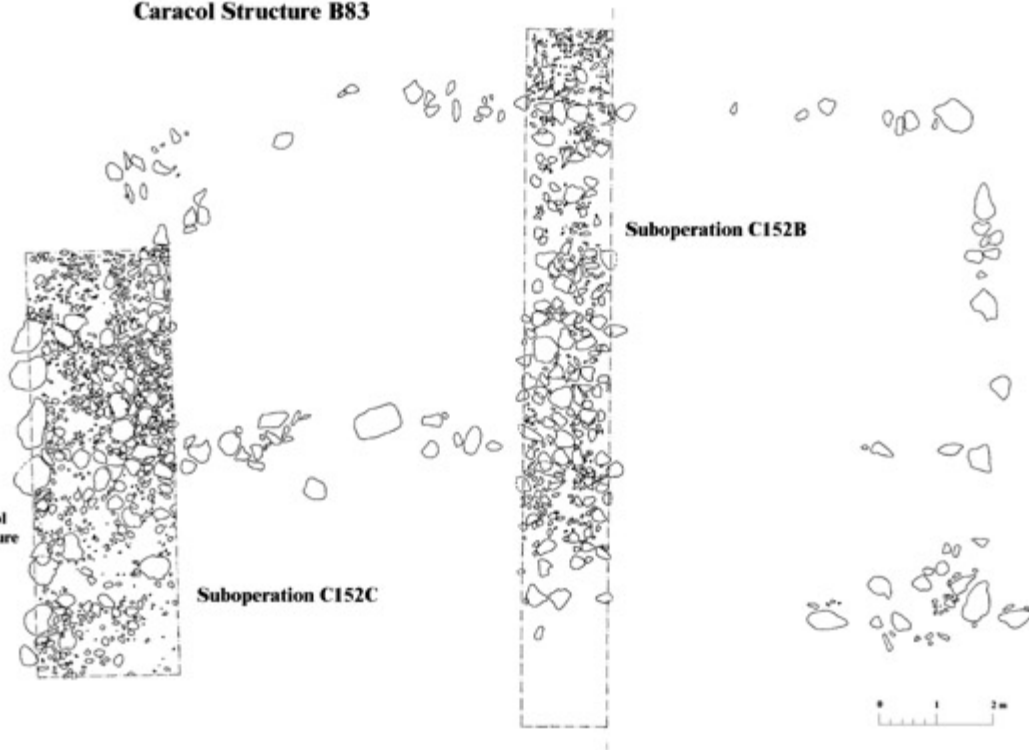 Caracol Structure B83
Suboperation C152B
Suboperation C152C
0 1 2 m